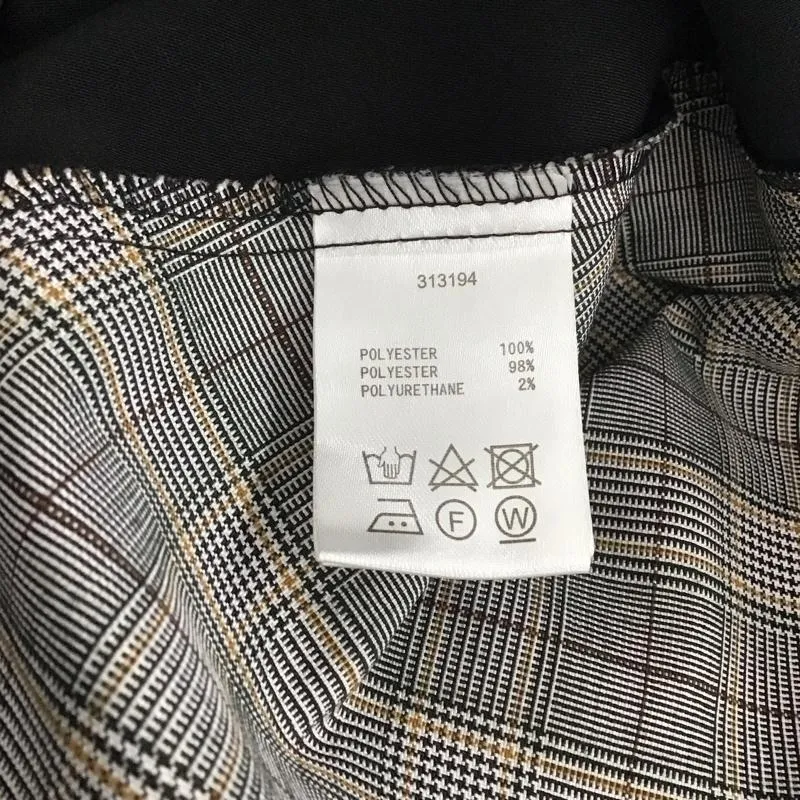 313194
POLYESTER 100%
POLYESTER 98%
POLYURETHANE 2%
F W